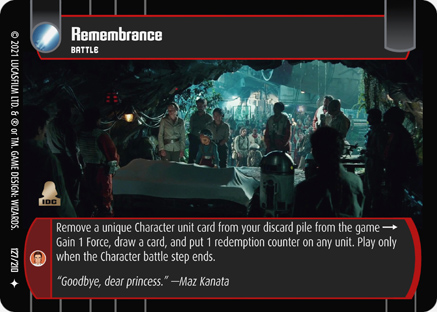 Remembrance
BATTLE
IDC
Remove a unique Character unit card from your discard pile from the game →
Gain 1 Force, draw a card, and put 1 redemption counter on any unit. Play only
when the Character battle step ends.
“Goodbye, dear princess.” —Maz Kanata
© 2021 LUCASFILM LTD. & ® or TM. GAME DESIGN: WIZARDS.
127/210